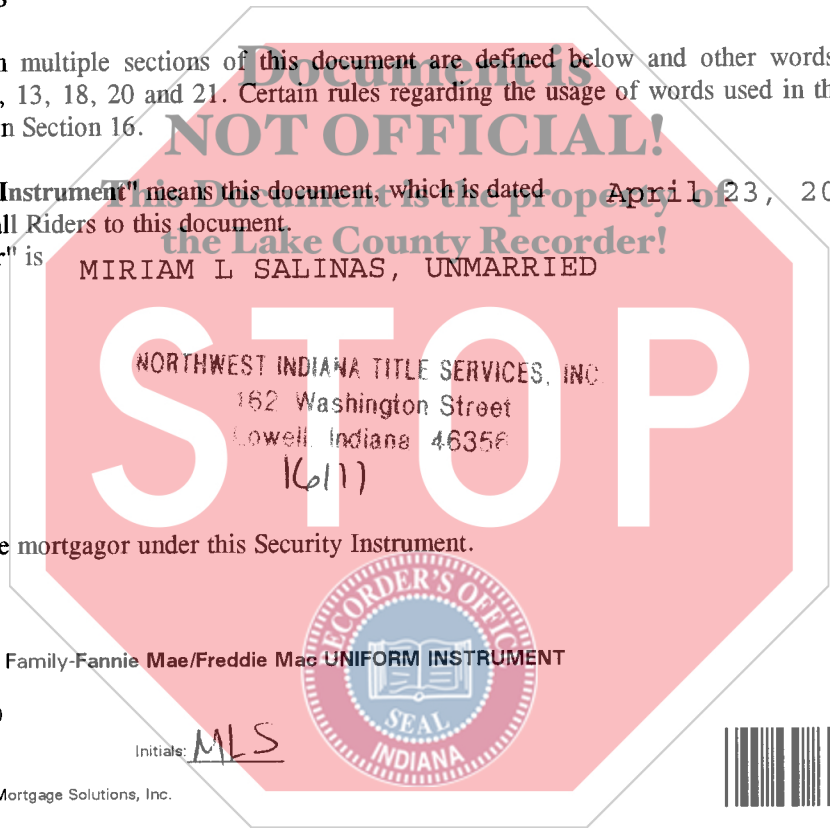 multiple sections of this document are defined below and other words
, 13, 18, 20 and 21. Certain rules regarding the usage of words used in
n Section 16.
Document is
NOT OFFICIAL!
This Document is the property of
the Lake County Recorder!
Instrument" means this document, which is dated April 23, 20
all Riders to this document.
r" is
MIRIAM L SALINAS, UNMARRIED
STOP
NORTHWEST INDIANA TITLE SERVICES, INC.
162 Washington Street
Lowell Indiana 46356
16111
e mortgagor under this Security Instrument.
RECORDER'S OFFICE
SEAL
INDIANA
Family-Fannie Mae/Freddie Mac UNIFORM INSTRUMENT
Initials: MLS
Mortgage Solutions, Inc.